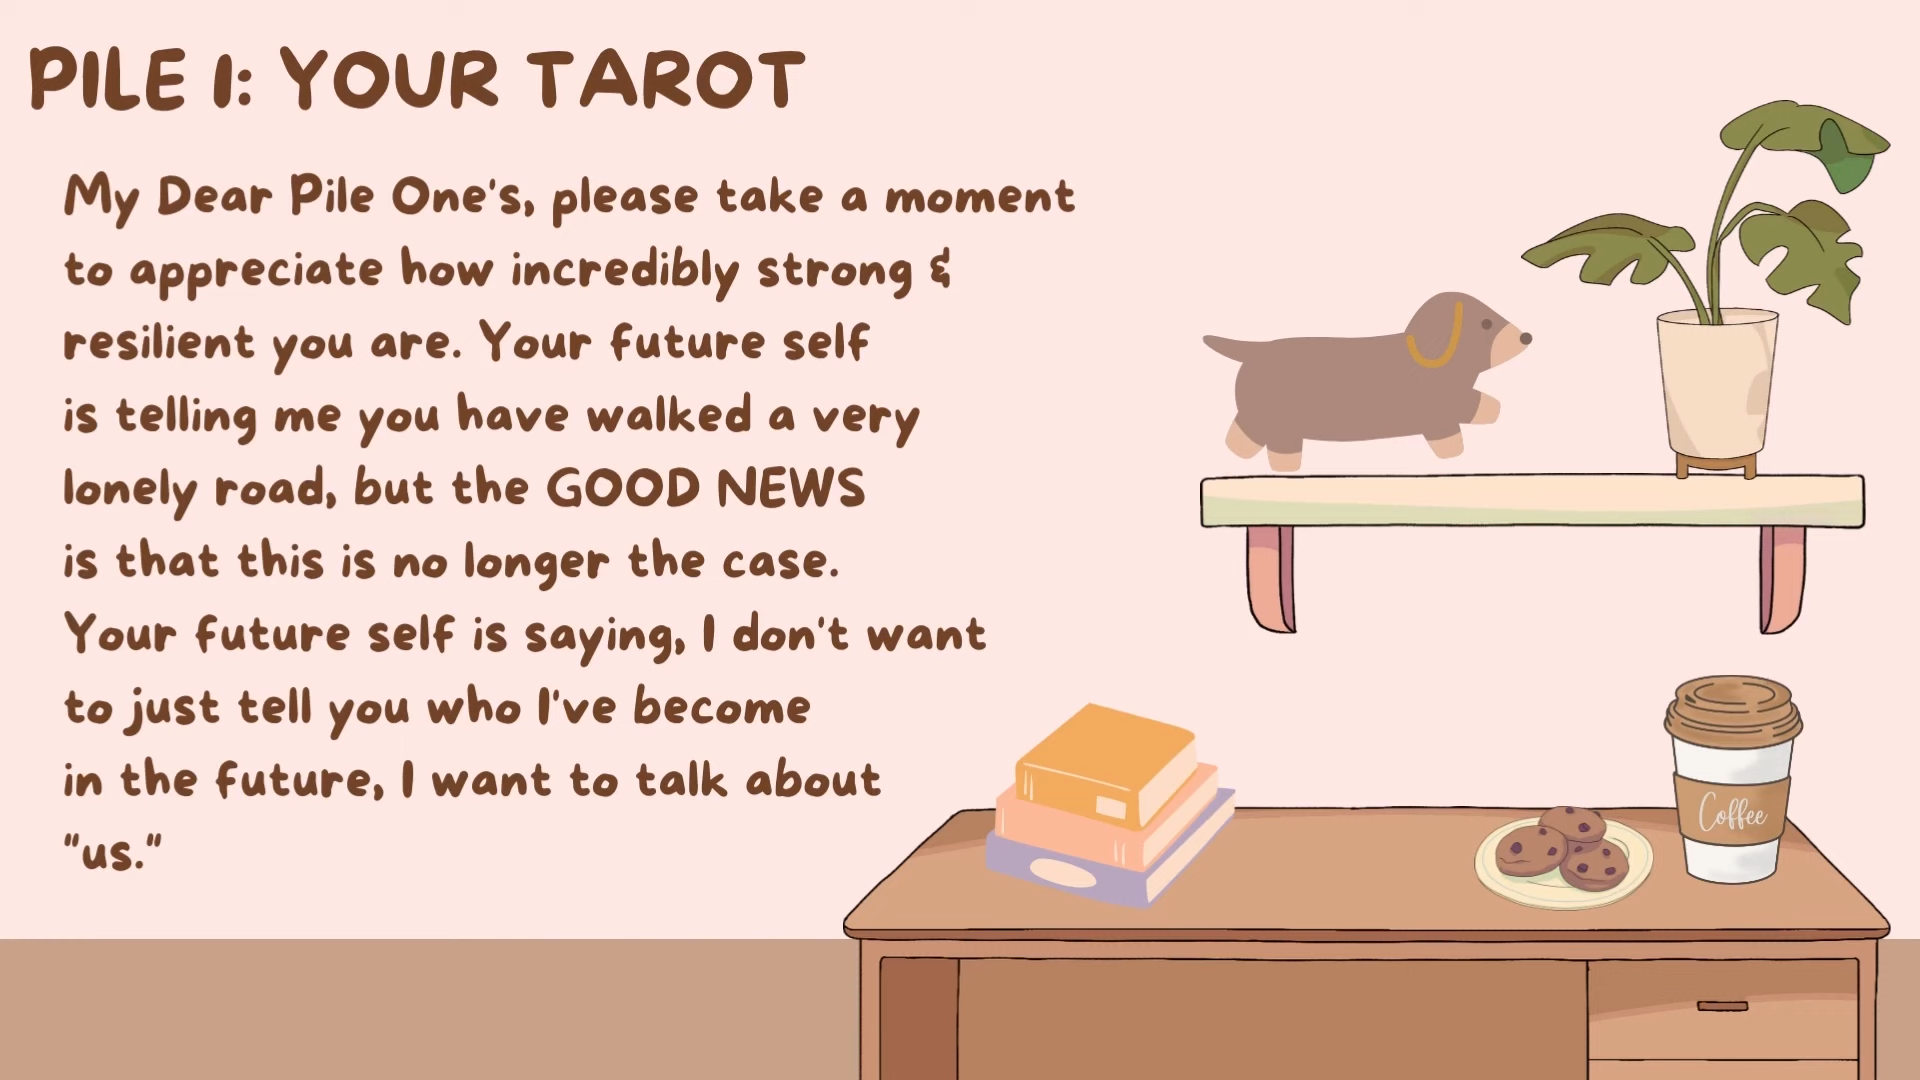 PILE 1: YOUR TAROT
My Dear Pile One's, please take a moment
to appreciate how incredibly strong &
resilient you are. Your future self
is telling me you have walked a very
lonely road, but the GOOD NEWS
is that this is no longer the case.
Your future self is saying, I don't want
to just tell you who I've become
in the future, I want to talk about
"us."
Coffee